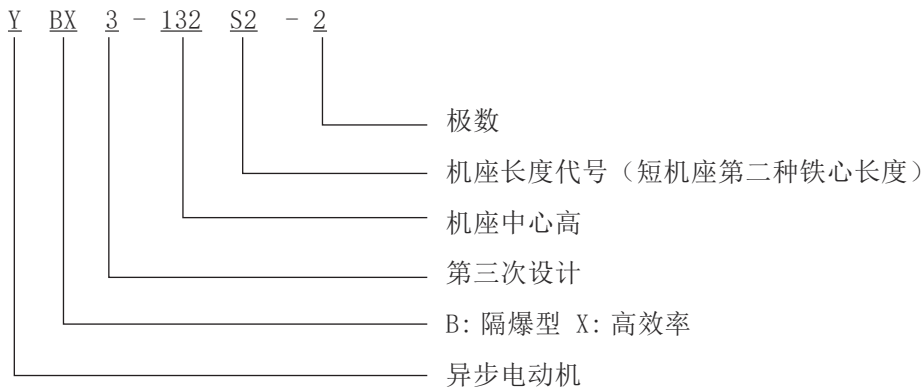 Y BX 3 - 132 S2 - 2
极数
机座长度代号（短机座第二种铁心长度）
机座中心高
第三次设计
B: 隔爆型 X: 高效率
异步电动机